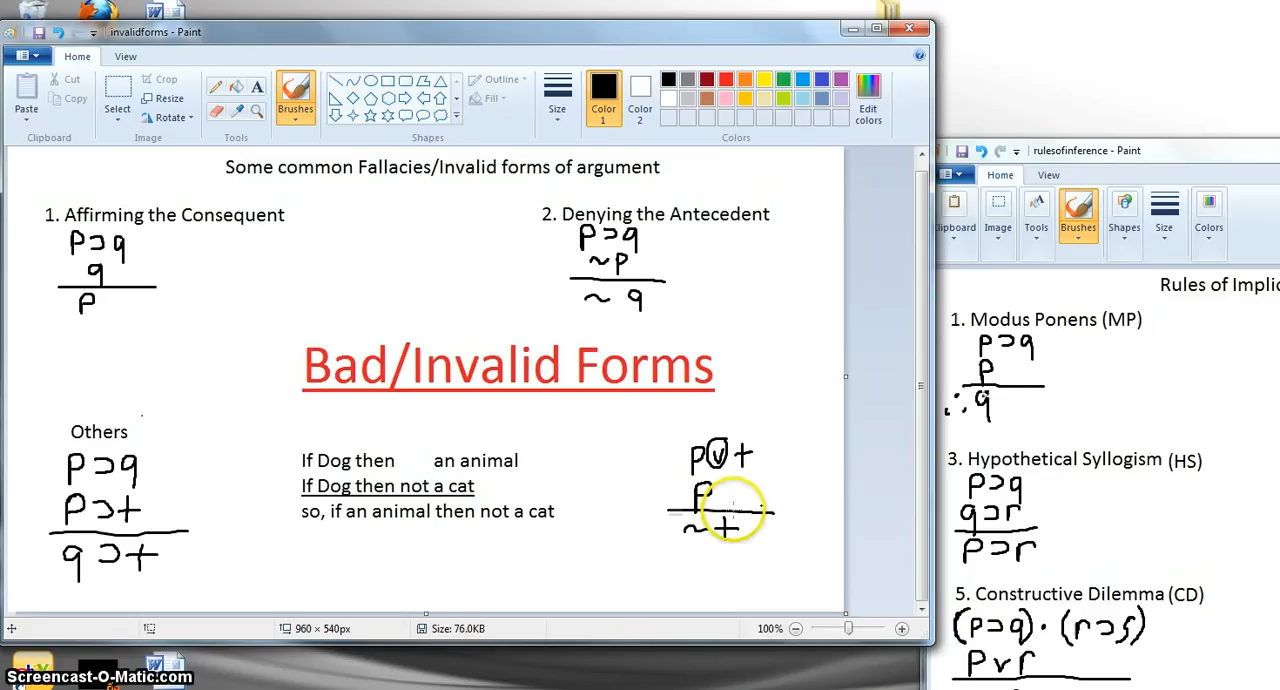 invalidforms - Paint
Home
View
Paste
Cut
Copy
Clipboard
Select
Crop
Resize
Rotate
Image
Tools
Brushes
Shapes
Outline
Fill
Size
Color 1
Color 2
Edit colors
Colors
Some common Fallacies/Invalid forms of argument
1. Affirming the Consequent
p⊃q
q
p
2. Denying the Antecedent
p⊃q
~p
~q
Bad/Invalid Forms
Others
p⊃q
p⊃t
q⊃t
If Dog then an animal
If Dog then not a cat
so, if an animal then not a cat
p v t
p
~t
960 × 540px
Size: 76.0KB
100%
rulesofinference - Paint
Home
View
Clipboard
Image
Tools
Brushes
Shapes
Size
Colors
Rules of Implic
1. Modus Ponens (MP)
p⊃q
p
∴ q
3. Hypothetical Syllogism (HS)
p⊃q
q⊃r
p⊃r
5. Constructive Dilemma (CD)
(p⊃q) · (r⊃s)
p v r
Screencast-O-Matic.com